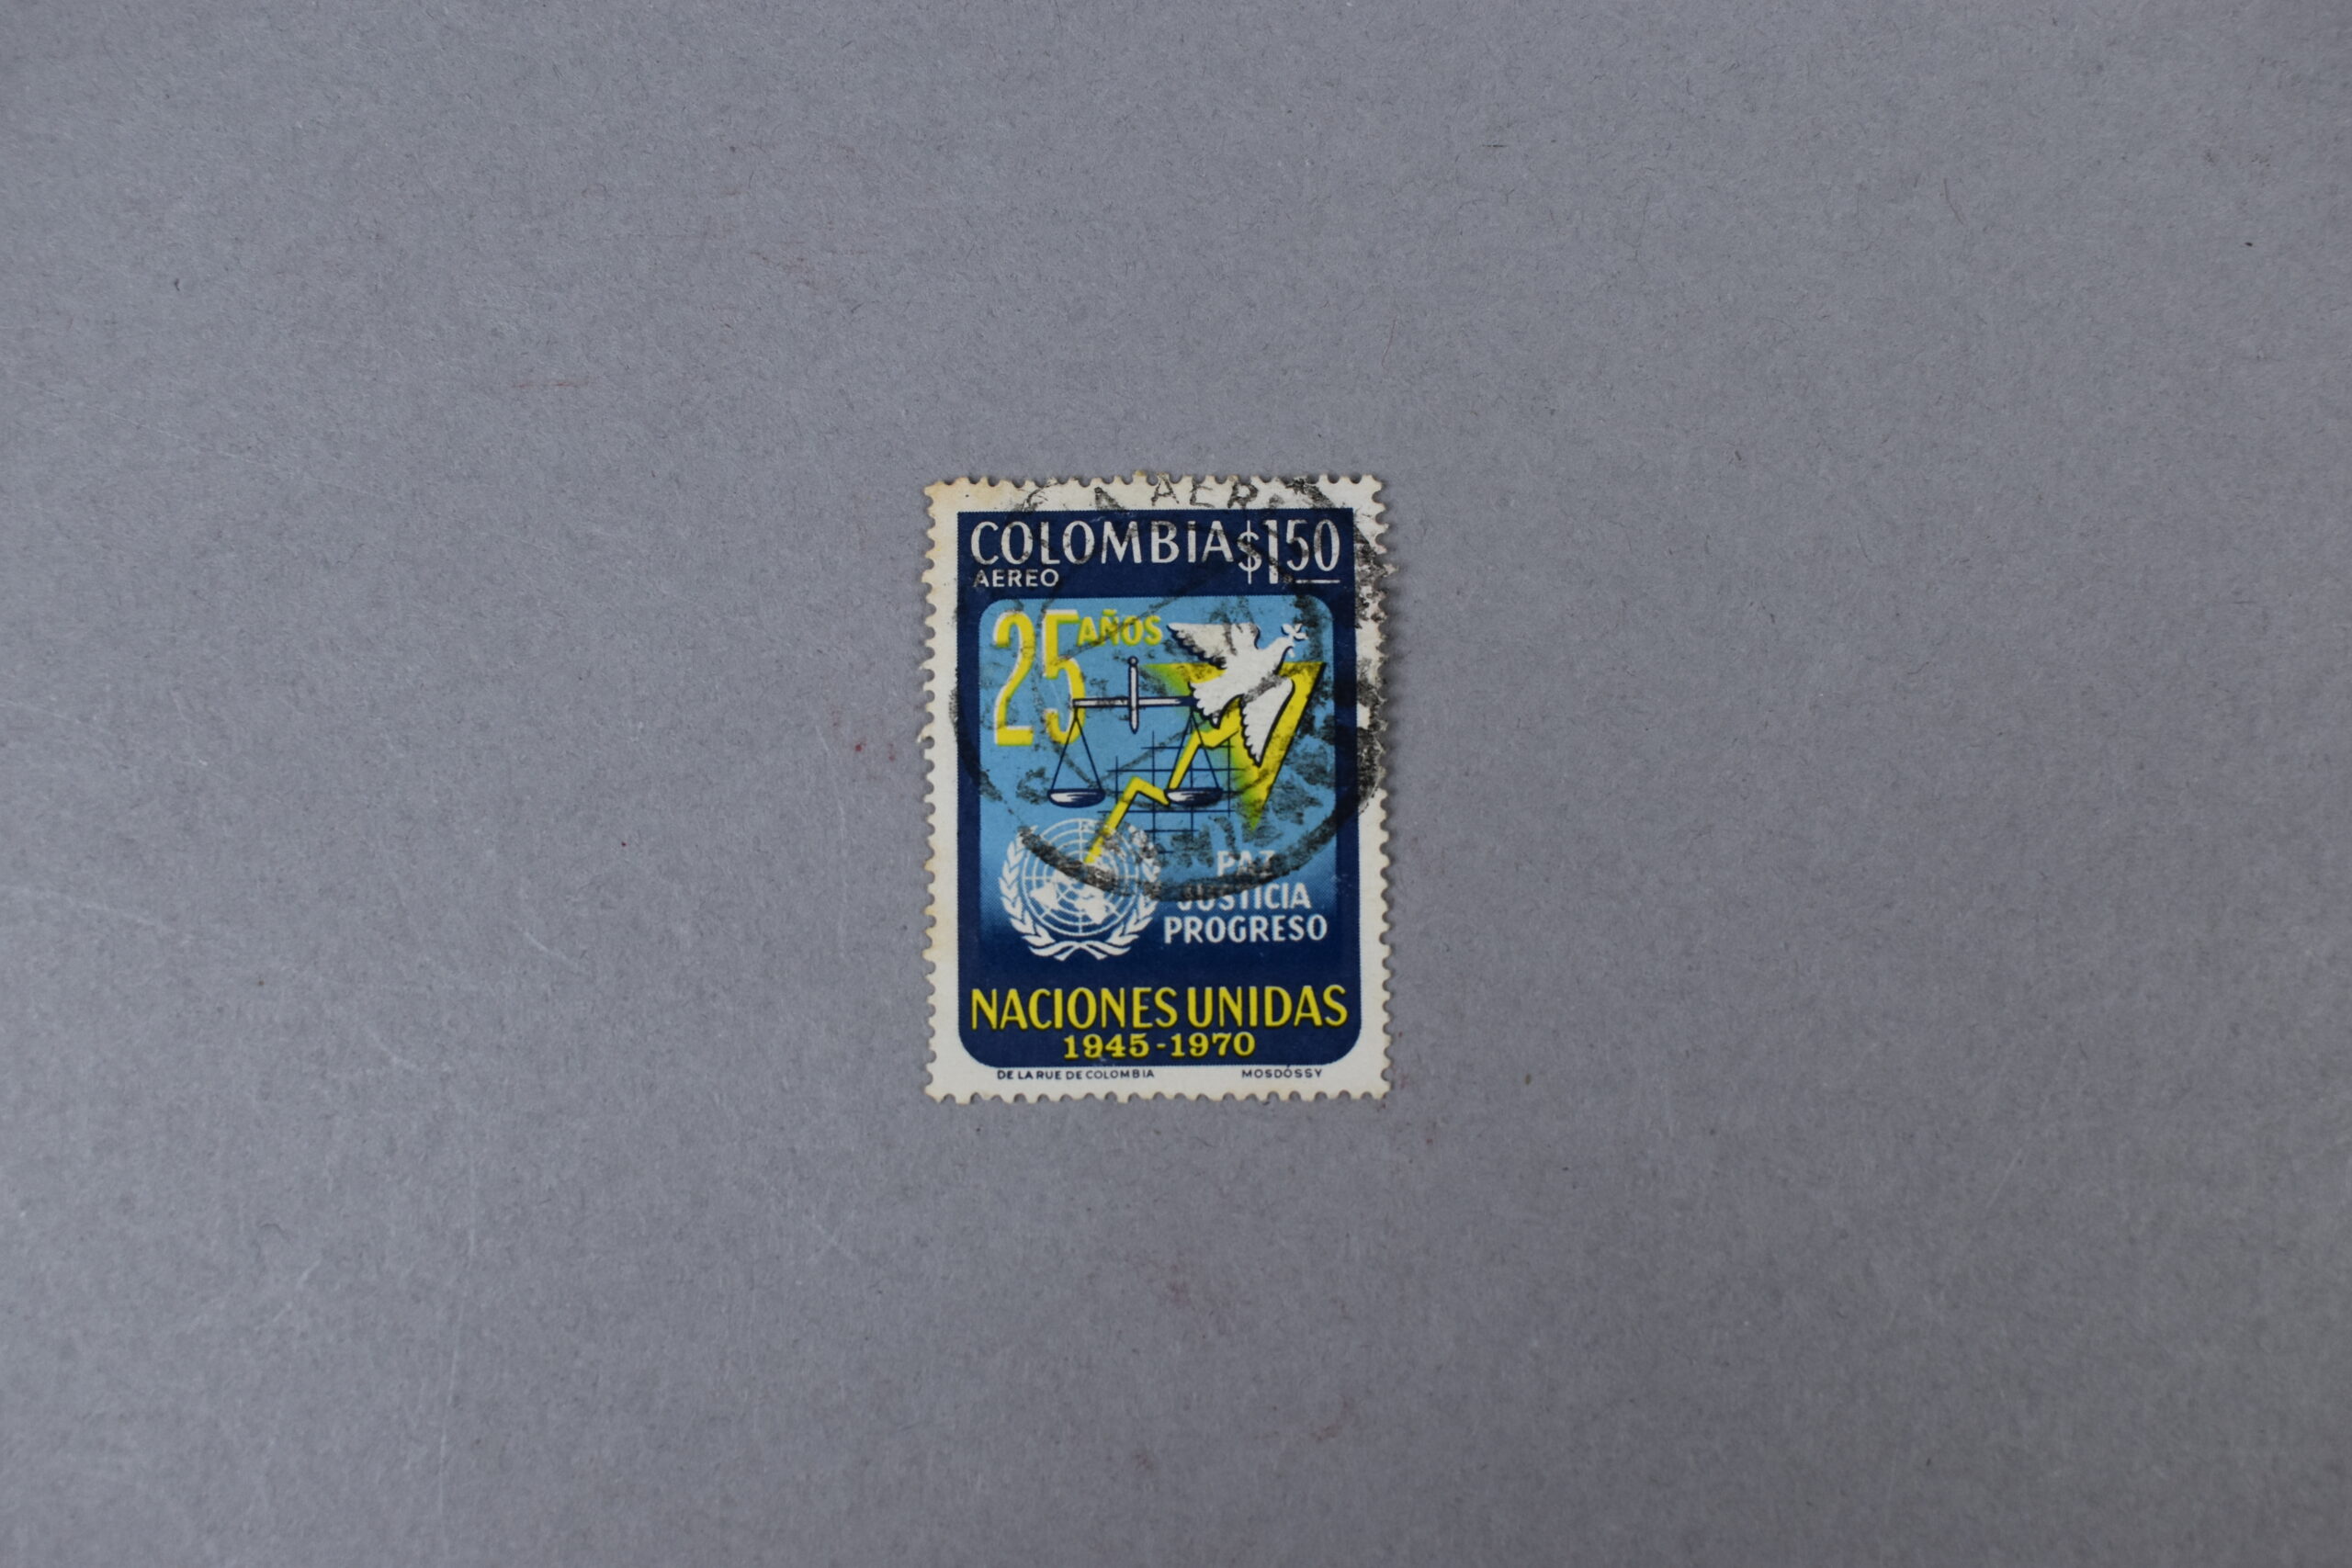 COLOMBIA $1,50
AEREO
25 AÑOS
PAZ
JUSTICIA
PROGRESO
NACIONES UNIDAS
1945-1970
DE LA RUE DE COLOMBIA MOSDÓSSY